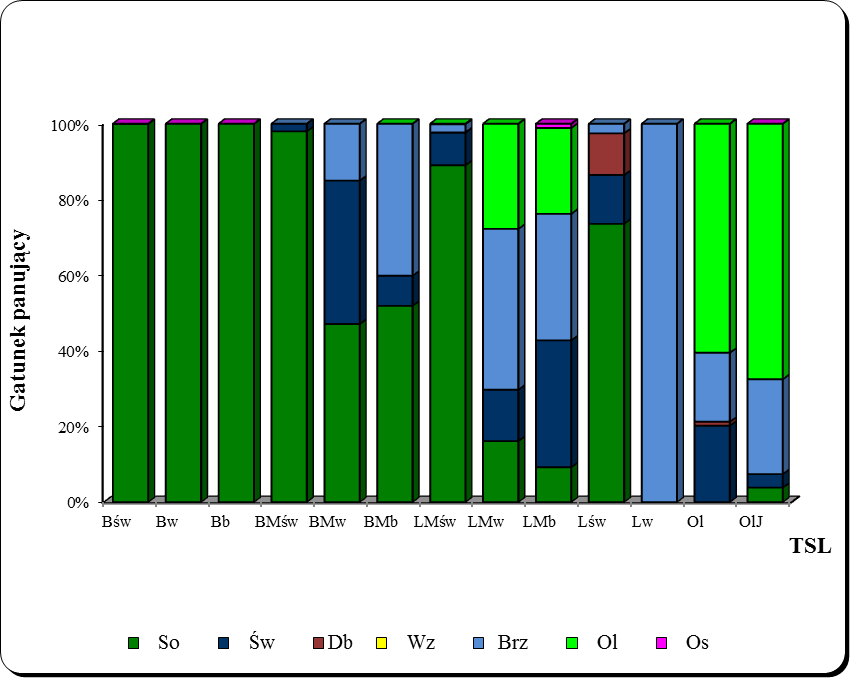 Gatunek panujący
100%
80%
60%
40%
20%
0%
Bśw Bw Bb BMśw BMw BMb LMśw LMw LMb Lśw Lw Ol OlJ
TSL
So Św Db Wz Brz Ol Os